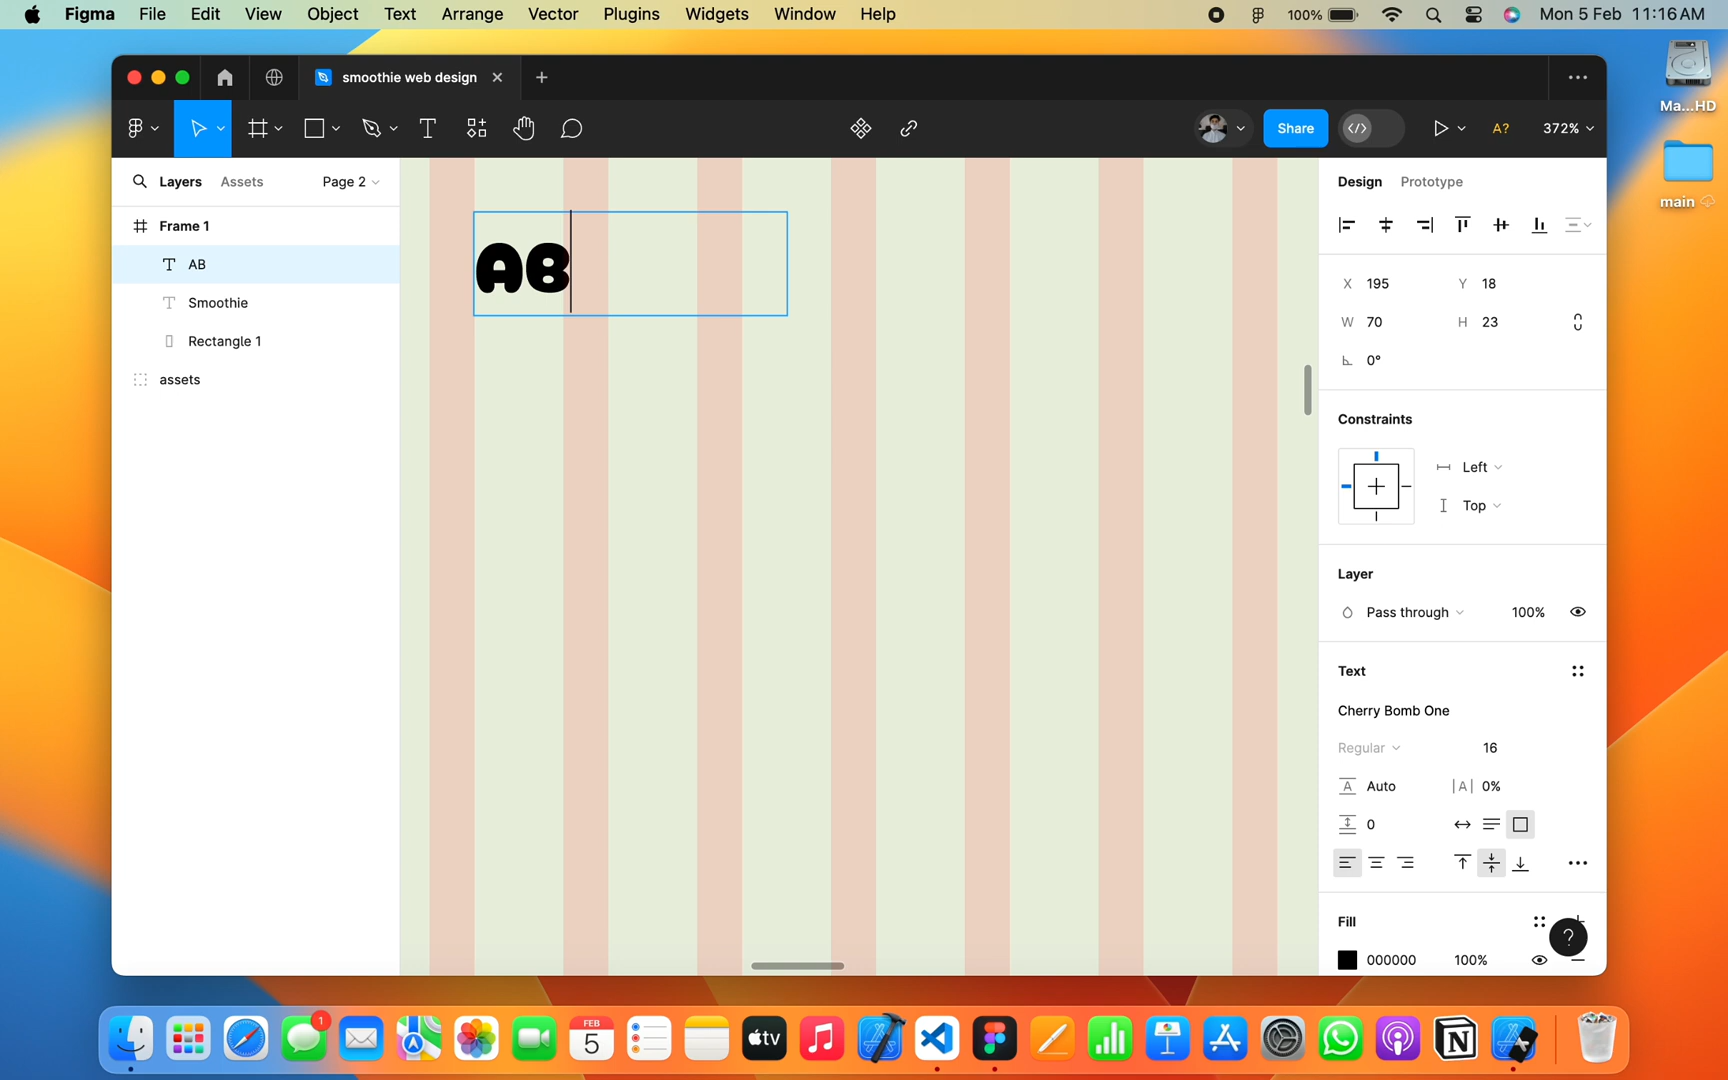 Figma File Edit View Object Text Arrange Vector Plugins Widgets Window Help 100% Mon 5 Feb 11:16 AM
smoothie web design
Share A? 372%
Layers Assets Page 2
Frame 1
AB
Smoothie
Rectangle 1
assets
AB
Design Prototype
X 195 Y 18
W 70 H 23
0°
Constraints
Left
Top
Layer
Pass through 100%
Text
Cherry Bomb One
Regular 16
A Auto |A| 0%
0
Fill
?
000000 100%
Ma...HD
main
1
FEB
5
tv